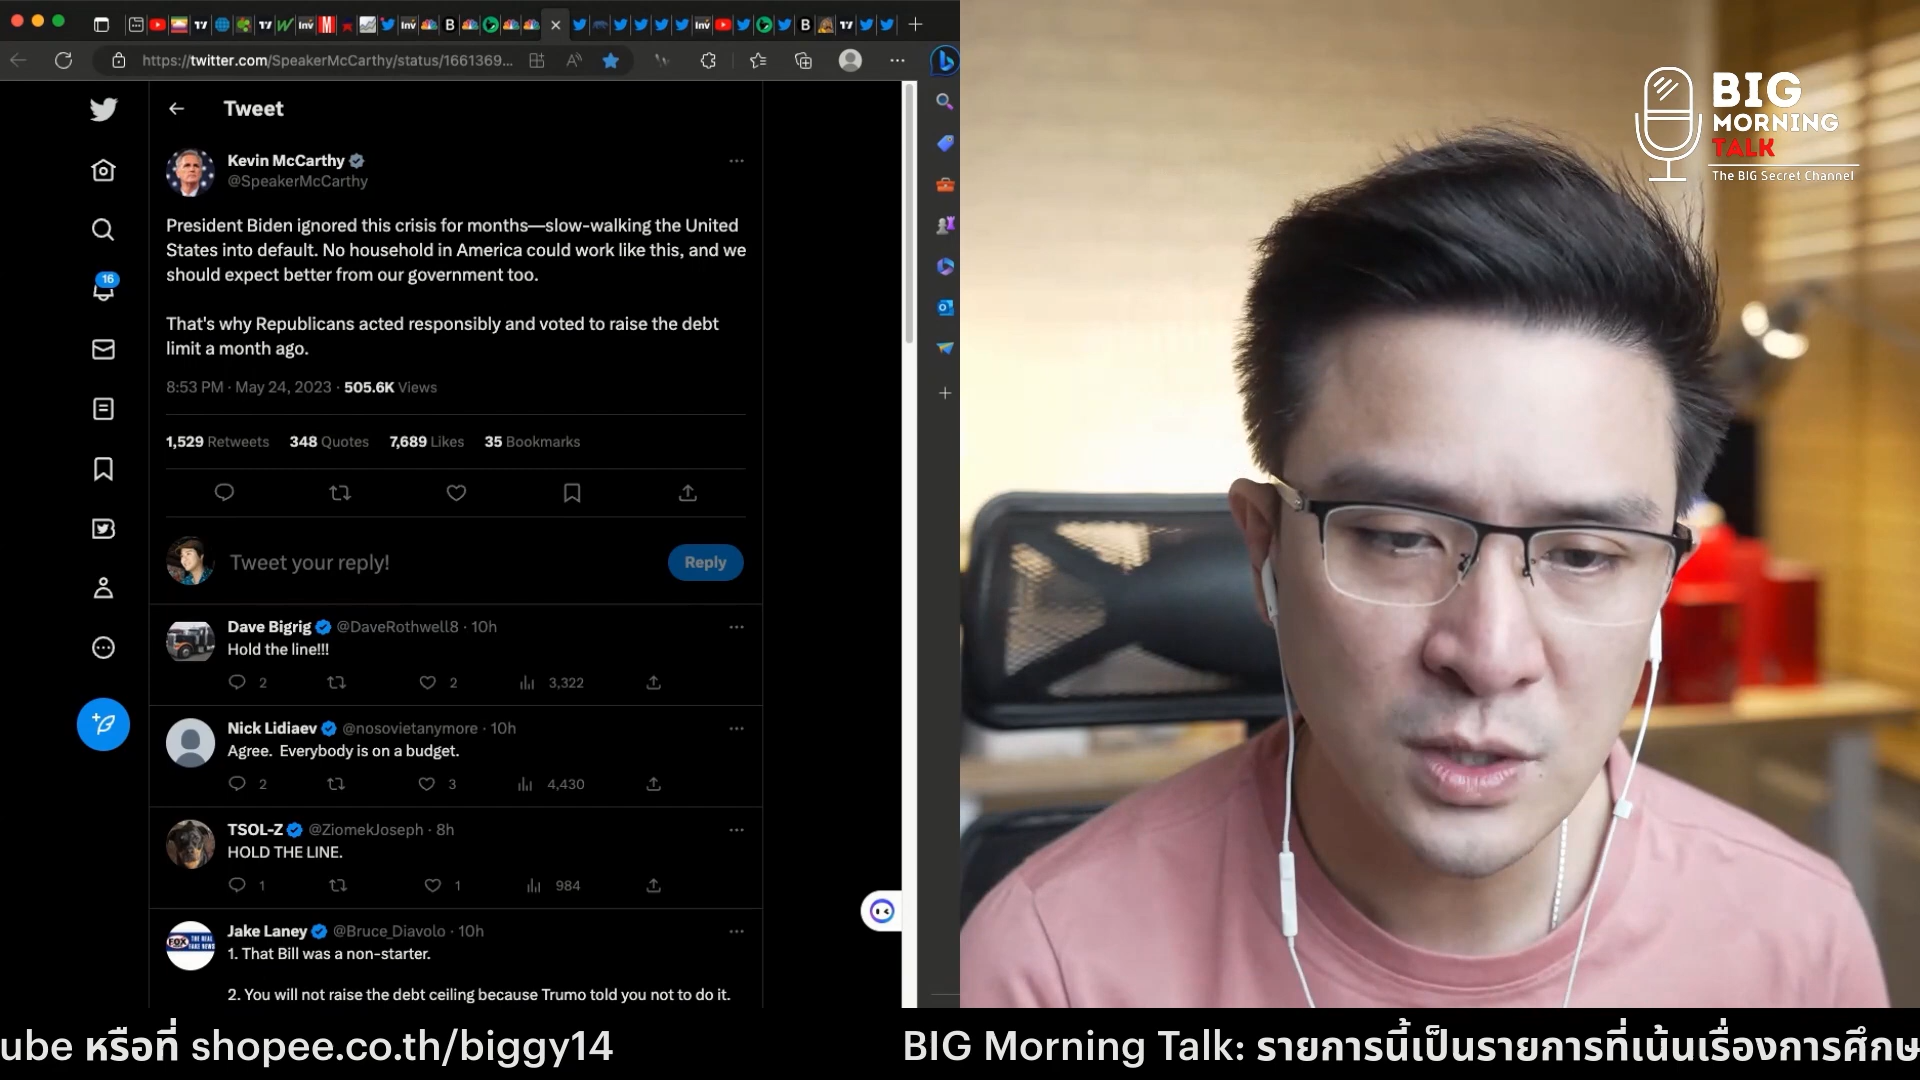 https://twitter.com/SpeakerMcCarthy/status/1661369...
Tweet
Kevin McCarthy
@SpeakerMcCarthy
President Biden ignored this crisis for months—slow-walking the United
States into default. No household in America could work like this, and we
should expect better from our government too.
That's why Republicans acted responsibly and voted to raise the debt
limit a month ago.
8:53 PM · May 24, 2023 · 505.6K Views
1,529 Retweets 348 Quotes 7,689 Likes 35 Bookmarks
16
Tweet your reply!
Reply
Dave Bigrig @DaveRothwell8 · 10h
Hold the line!!!
2 2 3,322
Nick Lidiaev @nosovietanymore · 10h
Agree. Everybody is on a budget.
2 3 4,430
TSOL-Z @ZiomekJoseph · 8h
HOLD THE LINE.
1 1 984
Jake Laney @Bruce_Diavolo · 10h
1. That Bill was a non-starter.
2. You will not raise the debt ceiling because Trumo told you not to do it.
BIG
MORNING
TALK
The BIG Secret Channel
ube หรือที่ shopee.co.th/biggy14
BIG Morning Talk: รายการนี้เป็นรายการที่เน้นเรื่องการศึกษ